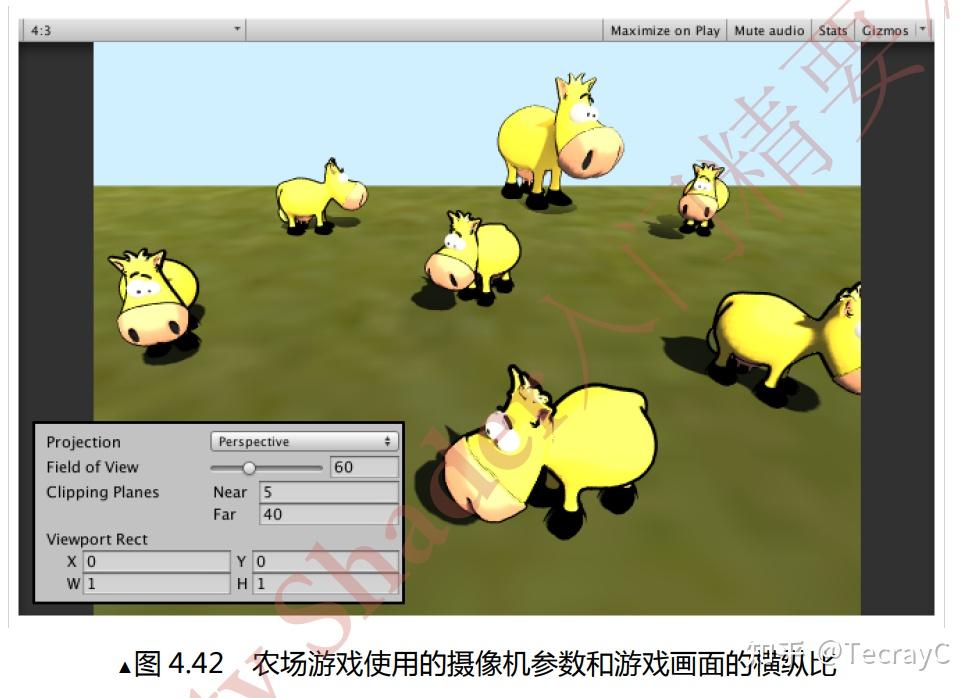 4:3 Maximize on Play Mute audio Stats Gizmos
Projection Perspective
Field of View 60
Clipping Planes Near 5
Far 40
Viewport Rect
X 0 Y 0
W 1 H 1
▲图 4.42 农场游戏使用的摄像机参数和游戏画面的横纵比
知乎 @TecrayC
ty Shader 入门精要